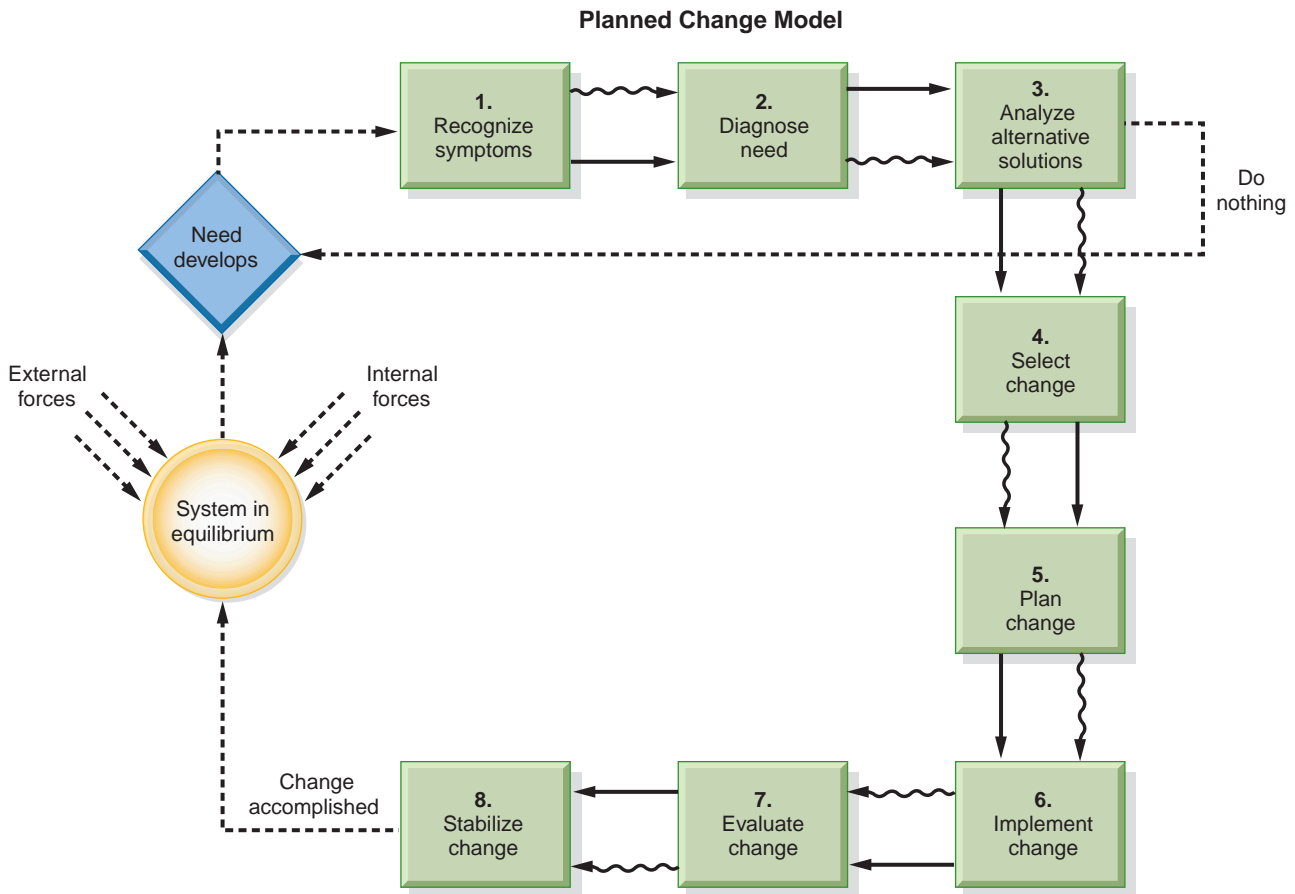 Planned Change Model
1.
Recognize
symptoms
2.
Diagnose
need
3.
Analyze
alternative
solutions
Do
nothing
Need
develops
4.
Select
change
External
forces
Internal
forces
System in
equilibrium
5.
Plan
change
Change
accomplished
8.
Stabilize
change
7.
Evaluate
change
6.
Implement
change